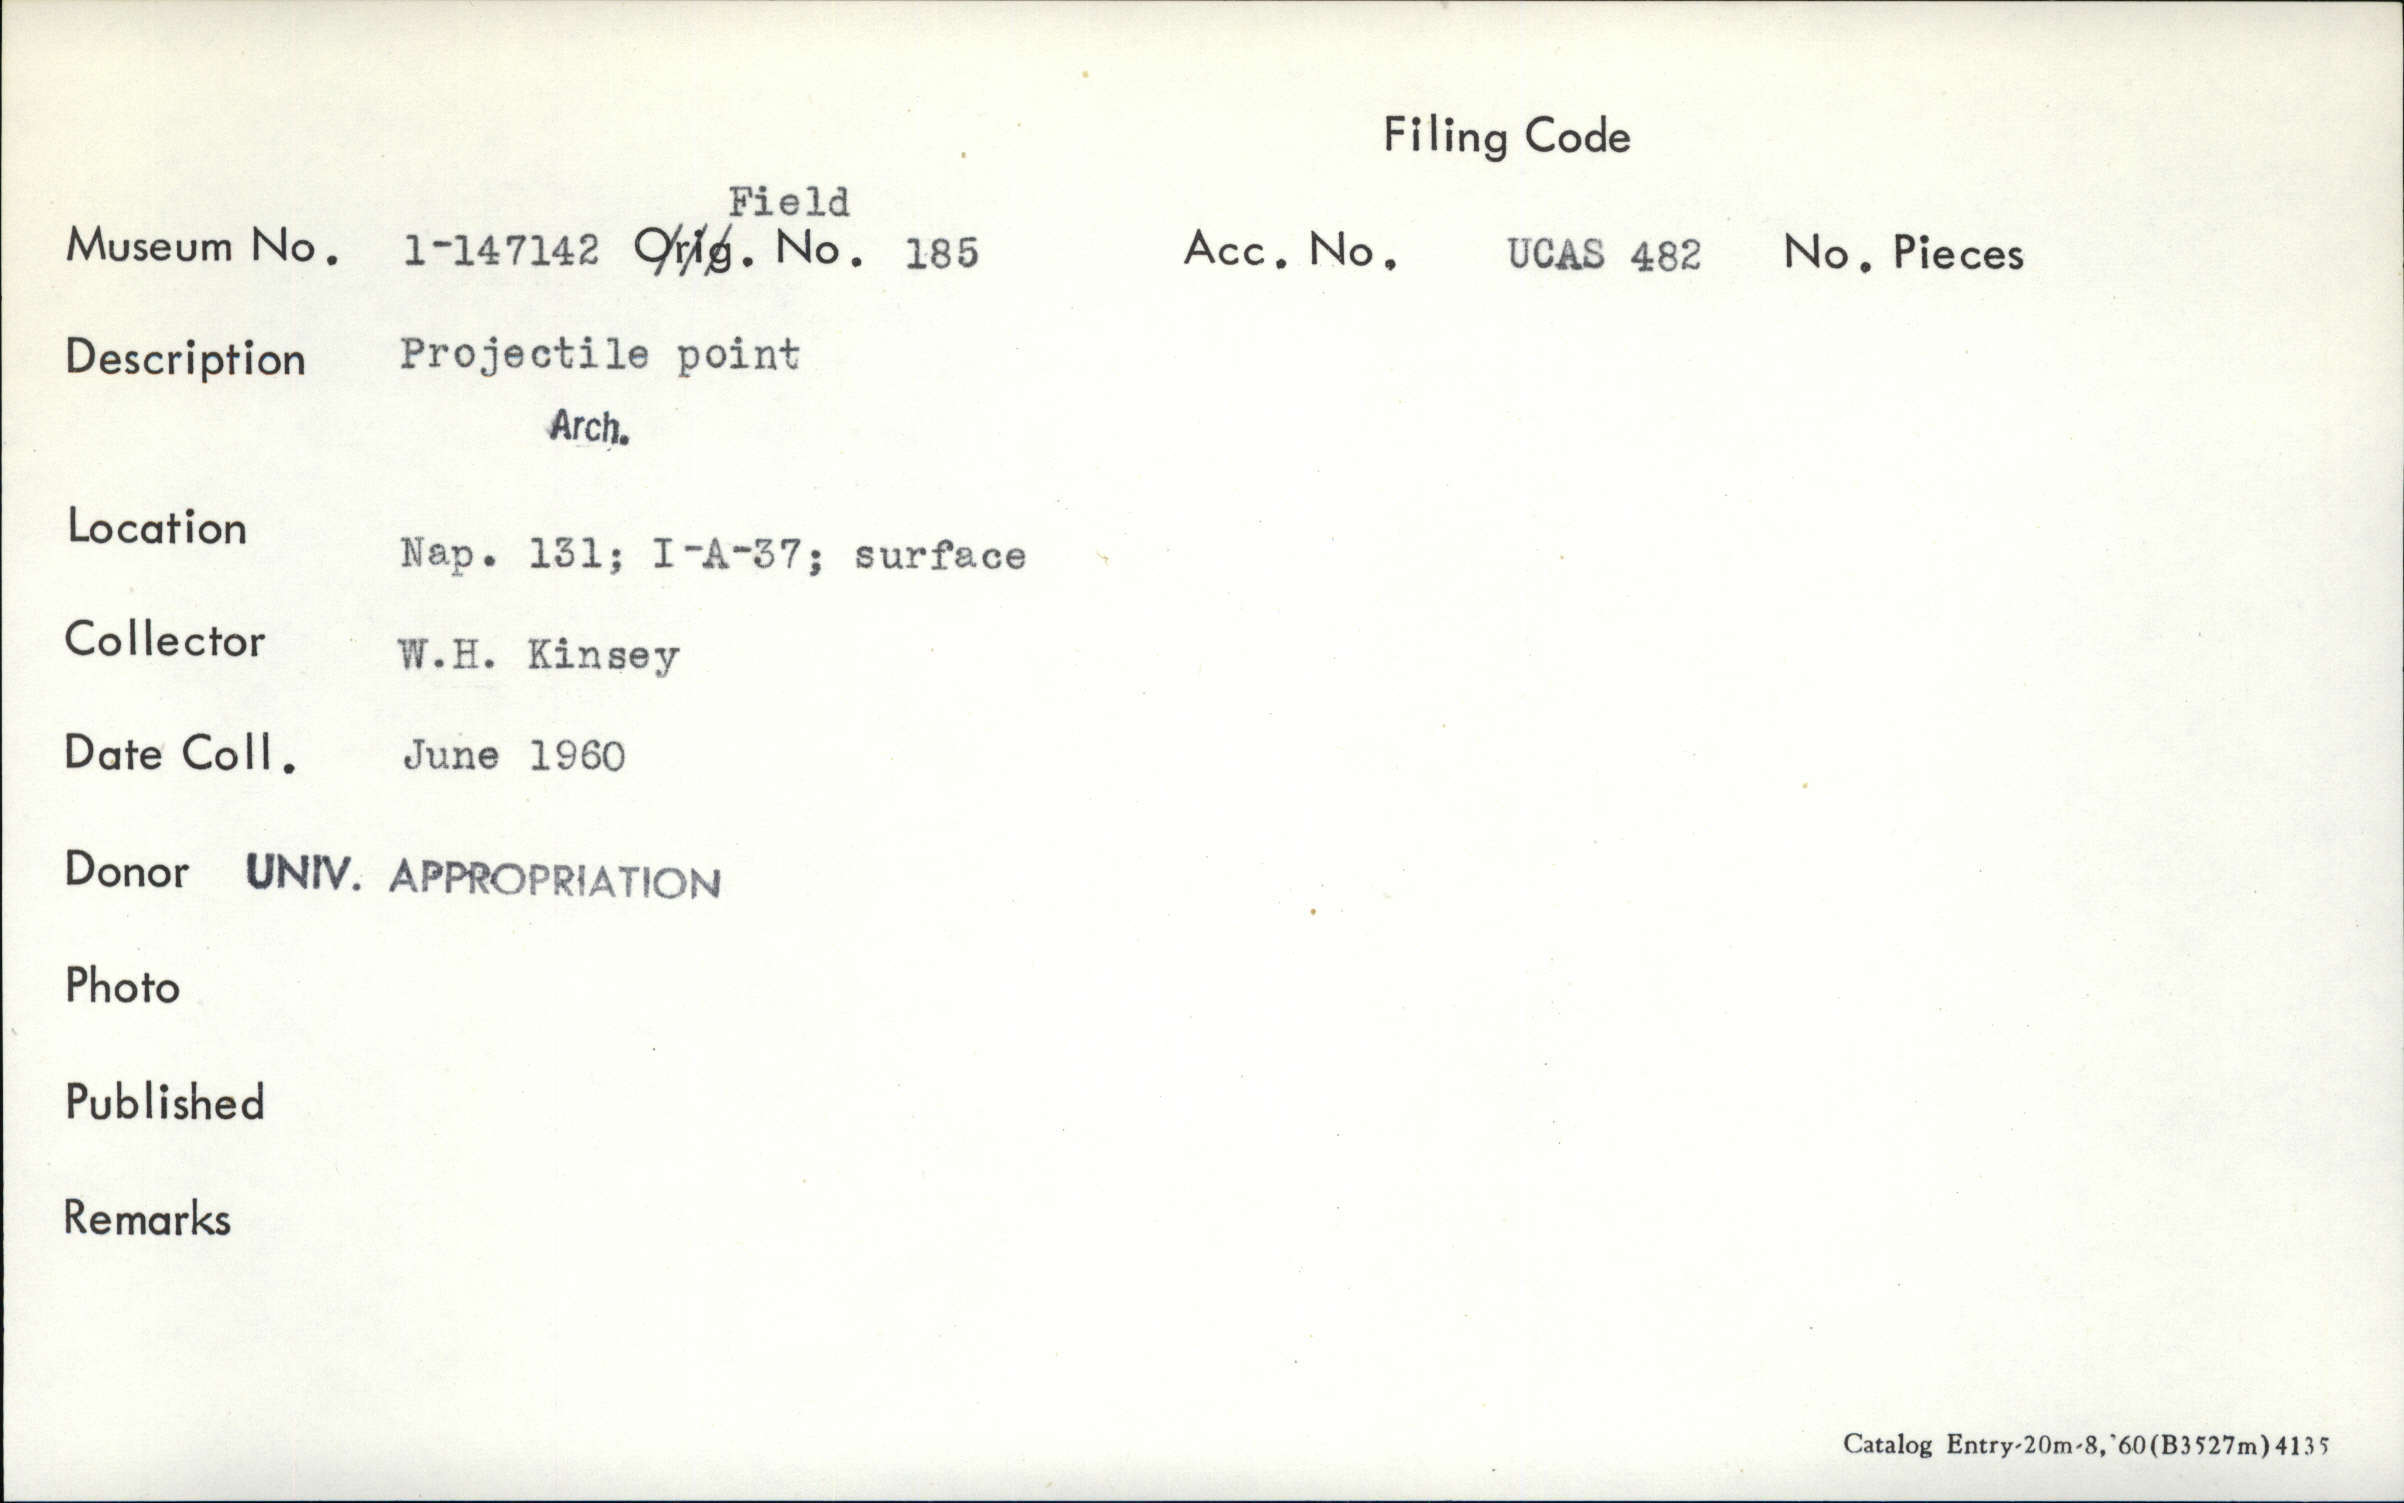 Filing Code
Field
Museum No. 1-147142 Orig. No. 185 Acc. No. UCAS 482 No. Pieces
Description Projectile point
Arch.
Location Nap. 131; I-A-37; surface
Collector W.H. Kinsey
Date Coll. June 1960
Donor UNIV. APPROPRIATION
Photo
Published
Remarks
Catalog Entry-20m-8,'60(B3527m)4135